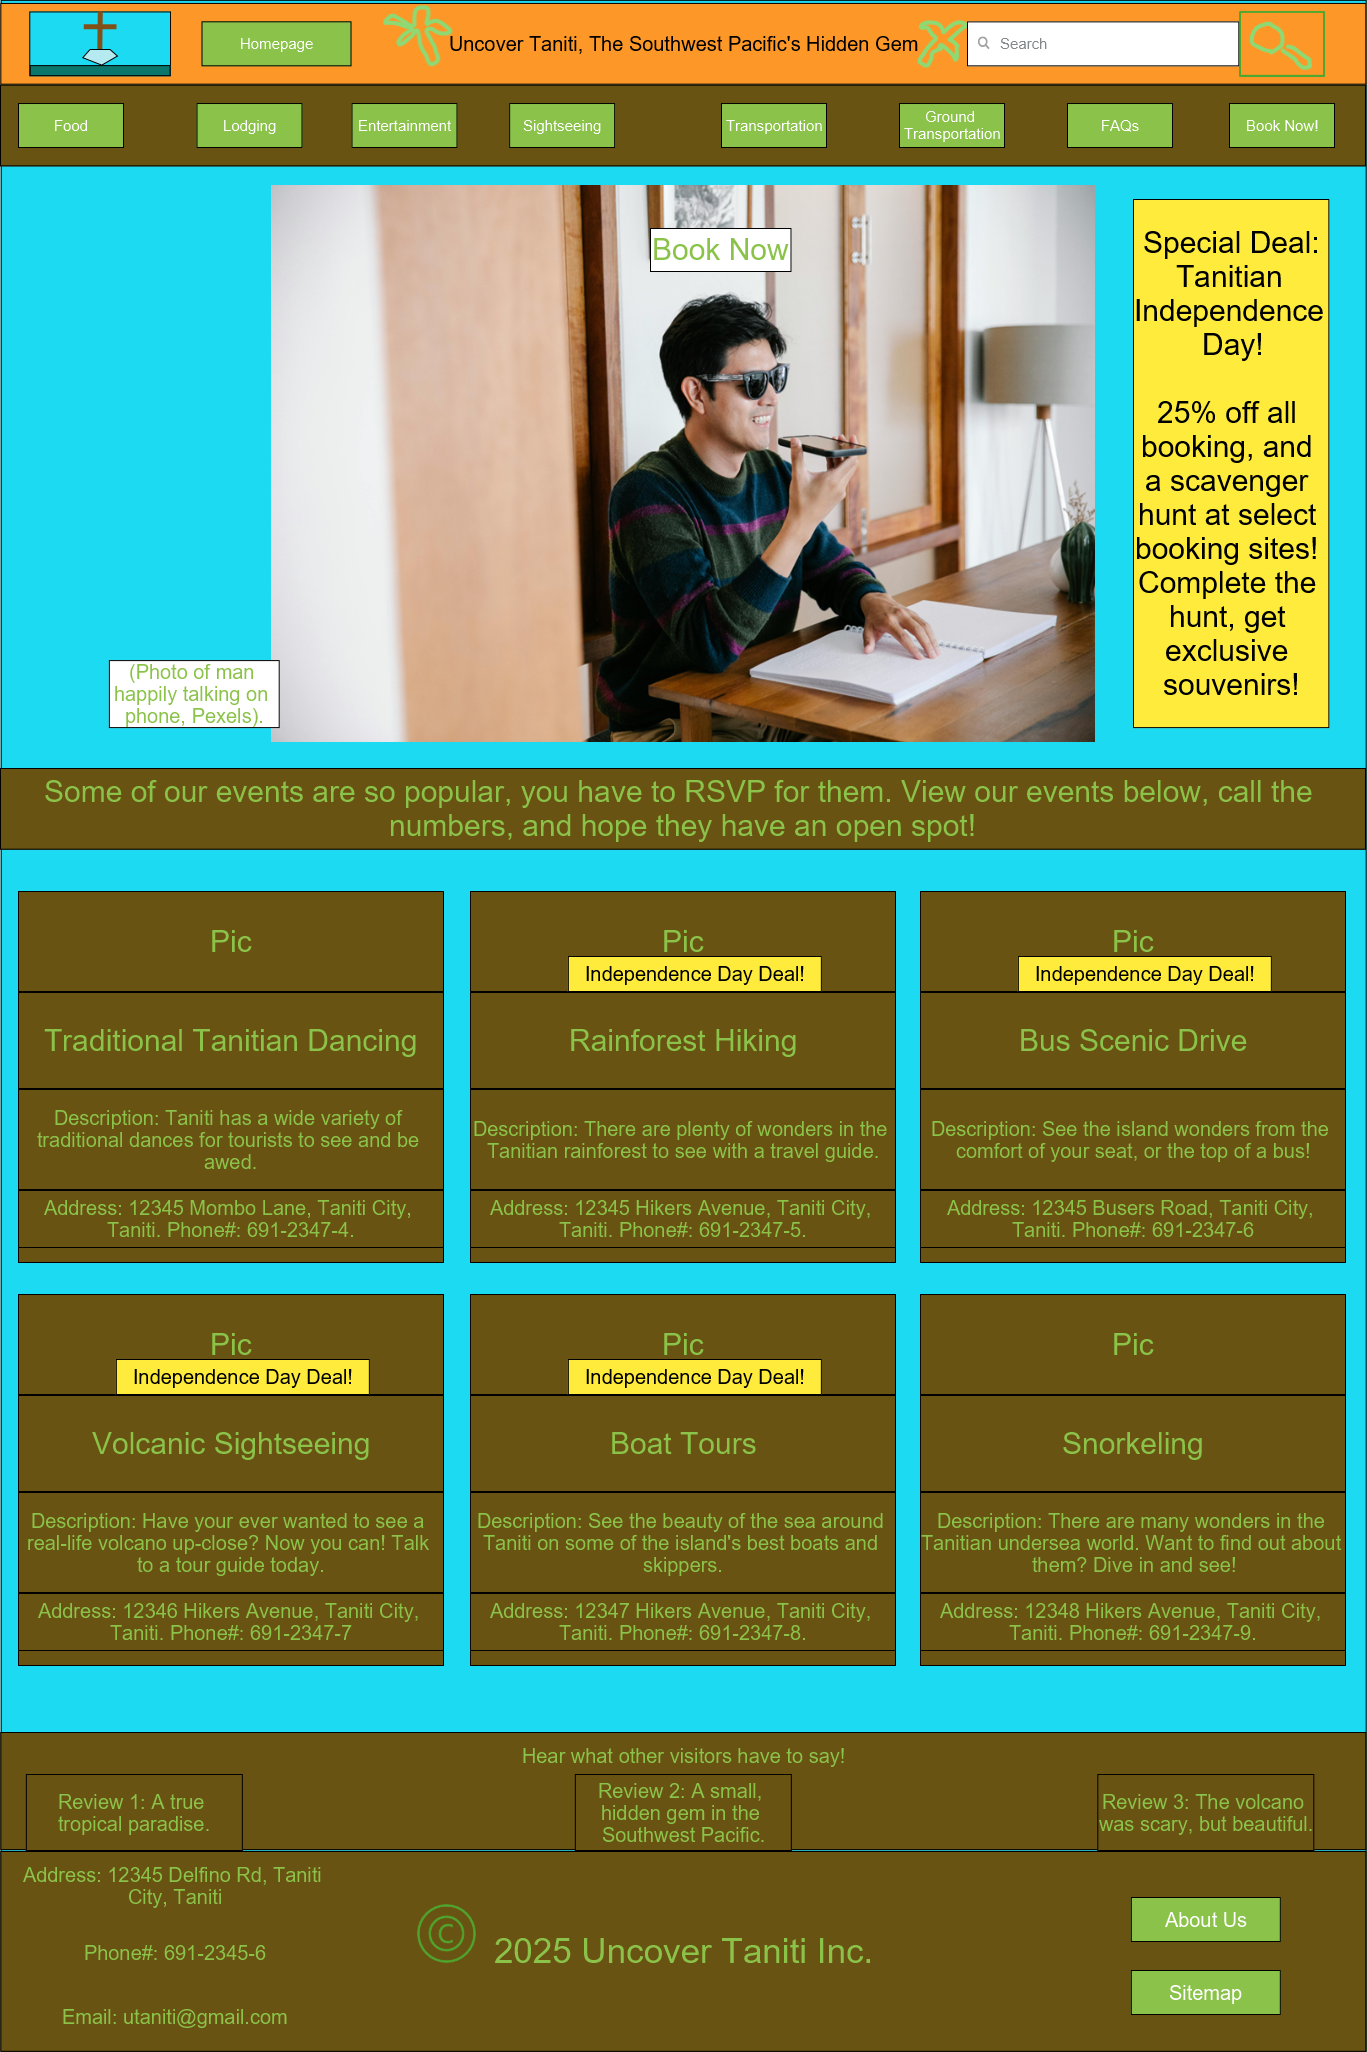 Homepage
Uncover Taniti, The Southwest Pacific's Hidden Gem
Search
Food
Lodging
Entertainment
Sightseeing
Transportation
Ground
Transportation
FAQs
Book Now!
Book Now
Special Deal:
Tanitian
Independence
Day!
25% off all
booking, and
a scavenger
hunt at select
booking sites!
Complete the
hunt, get
exclusive
souvenirs!
(Photo of man
happily talking on
phone, Pexels).
Some of our events are so popular, you have to RSVP for them. View our events below, call the
numbers, and hope they have an open spot!
Pic
Traditional Tanitian Dancing
Description: Taniti has a wide variety of
traditional dances for tourists to see and be
awed.
Address: 12345 Mombo Lane, Taniti City,
Taniti. Phone#: 691-2347-4.
Pic
Independence Day Deal!
Rainforest Hiking
Description: There are plenty of wonders in the
Tanitian rainforest to see with a travel guide.
Address: 12345 Hikers Avenue, Taniti City,
Taniti. Phone#: 691-2347-5.
Pic
Independence Day Deal!
Bus Scenic Drive
Description: See the island wonders from the
comfort of your seat, or the top of a bus!
Address: 12345 Busers Road, Taniti City,
Taniti. Phone#: 691-2347-6
Pic
Independence Day Deal!
Volcanic Sightseeing
Description: Have your ever wanted to see a
real-life volcano up-close? Now you can! Talk
to a tour guide today.
Address: 12346 Hikers Avenue, Taniti City,
Taniti. Phone#: 691-2347-7
Pic
Independence Day Deal!
Boat Tours
Description: See the beauty of the sea around
Taniti on some of the island's best boats and
skippers.
Address: 12347 Hikers Avenue, Taniti City,
Taniti. Phone#: 691-2347-8.
Pic
Snorkeling
Description: There are many wonders in the
Tanitian undersea world. Want to find out about
them? Dive in and see!
Address: 12348 Hikers Avenue, Taniti City,
Taniti. Phone#: 691-2347-9.
Hear what other visitors have to say!
Review 1: A true
tropical paradise.
Review 2: A small,
hidden gem in the
Southwest Pacific.
Review 3: The volcano
was scary, but beautiful.
Address: 12345 Delfino Rd, Taniti
City, Taniti
Phone#: 691-2345-6
Email: utaniti@gmail.com
© 2025 Uncover Taniti Inc.
About Us
Sitemap